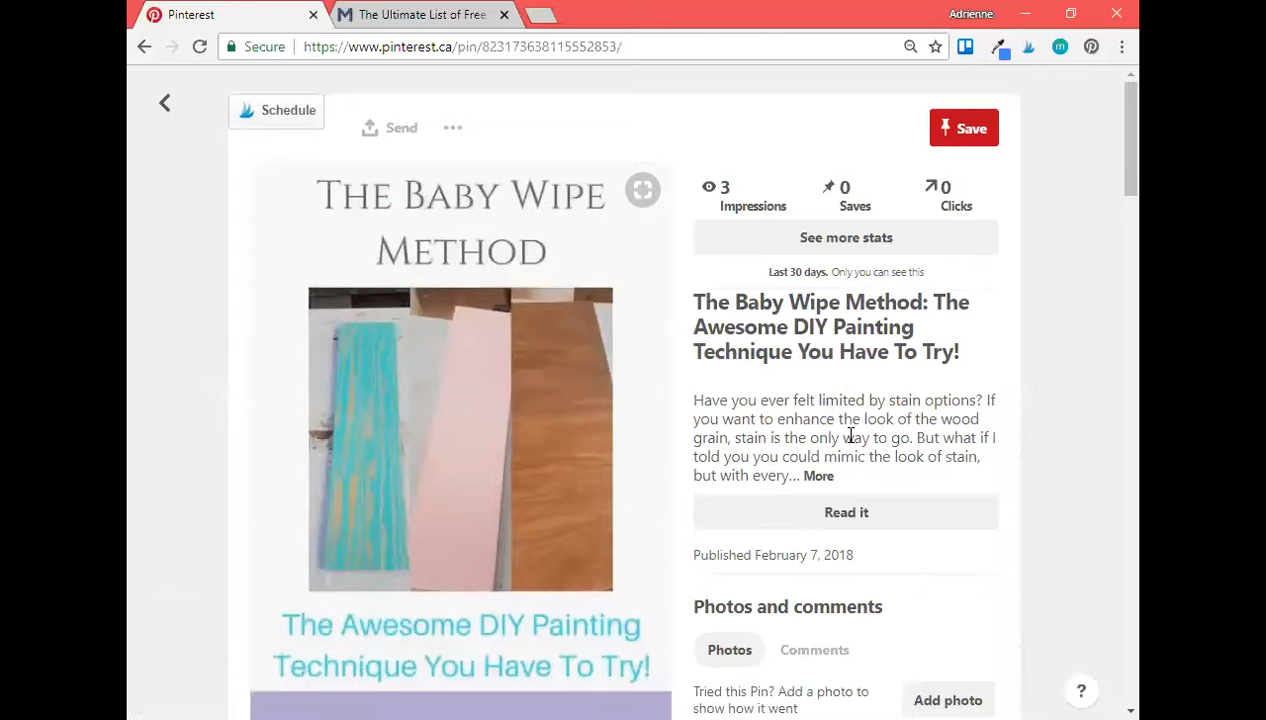 Pinterest
The Ultimate List of Free
Adrienne
Secure
https://www.pinterest.ca/pin/823173638115552853/
Schedule
Send
Save
THE BABY WIPE
METHOD
3
Impressions
0
Saves
0
Clicks
See more stats
Last 30 days. Only you can see this
The Baby Wipe Method: The
Awesome DIY Painting
Technique You Have To Try!
Have you ever felt limited by stain options? If
you want to enhance the look of the wood
grain, stain is the only way to go. But what if I
told you you could mimic the look of stain,
but with every... More
Read it
Published February 7, 2018
The Awesome DIY Painting
Technique You Have To Try!
Photos and comments
Photos
Comments
Tried this Pin? Add a photo to
show how it went
Add photo
?